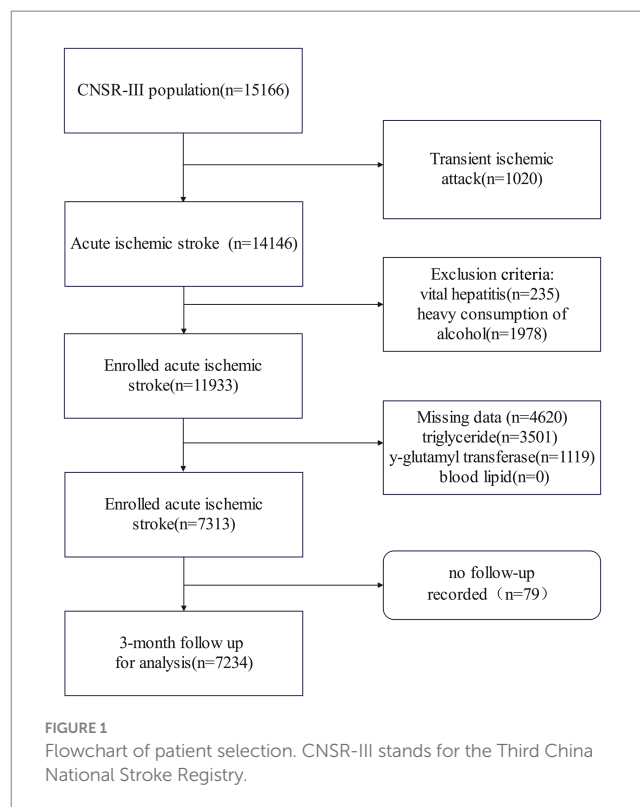 CNSR-III population(n=15166)
Transient ischemic
attack(n=1020)
Acute ischemic stroke (n=14146)
Exclusion criteria:
vital hepatitis(n=235)
heavy consumption of
alcohol(n=1978)
Enrolled acute ischemic
stroke(n=11933)
Missing data (n=4620)
triglyceride(n=3501)
y-glutamyl transferase(n=1119)
blood lipid(n=0)
Enrolled acute ischemic
stroke(n=7313)
no follow-up
recorded（n=79）
3-month follow up
for analysis(n=7234)
FIGURE 1
Flowchart of patient selection. CNSR-III stands for the Third China
National Stroke Registry.